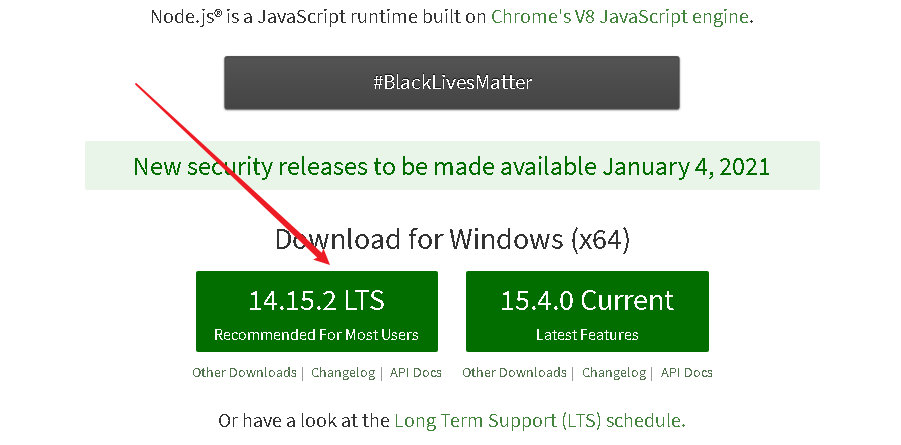 Node.js® is a JavaScript runtime built on Chrome's V8 JavaScript engine.
#BlackLivesMatter
New security releases to be made available January 4, 2021
Download for Windows (x64)
14.15.2 LTS
Recommended For Most Users
15.4.0 Current
Latest Features
Other Downloads | Changelog | API Docs
Other Downloads | Changelog | API Docs
Or have a look at the Long Term Support (LTS) schedule.